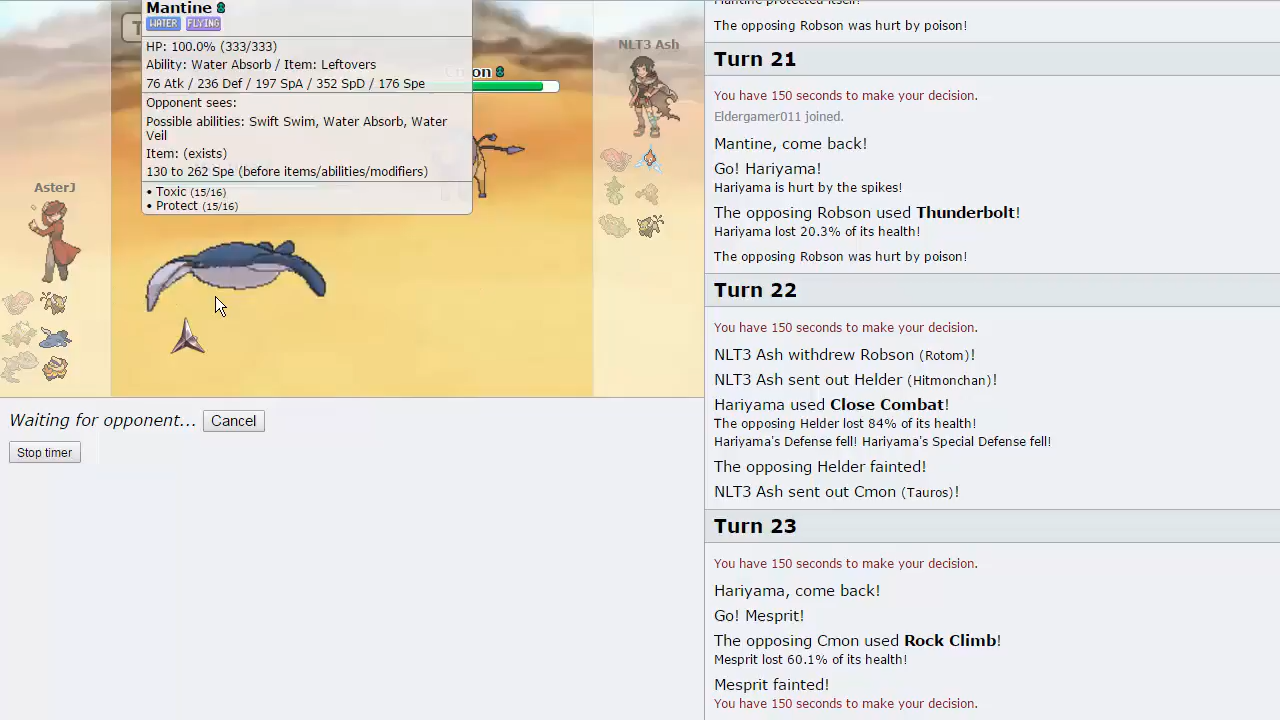 Mantine
WATER FLYING
HP: 100.0% (333/333)
Ability: Water Absorb / Item: Leftovers
76 Atk / 236 Def / 197 SpA / 352 SpD / 176 Spe
Opponent sees:
Possible abilities: Swift Swim, Water Absorb, Water
Veil
Item: (exists)
130 to 262 Spe (before items/abilities/modifiers)
• Toxic (15/16)
• Protect (15/16)
NLT3 Ash
AsterJ
Waiting for opponent... Cancel
Stop timer
Mantine protected itself!
The opposing Robson was hurt by poison!
Turn 21
You have 150 seconds to make your decision.
Eldergamer011 joined.
Mantine, come back!
Go! Hariyama!
Hariyama is hurt by the spikes!
The opposing Robson used Thunderbolt!
Hariyama lost 20.3% of its health!
The opposing Robson was hurt by poison!
Turn 22
You have 150 seconds to make your decision.
NLT3 Ash withdrew Robson (Rotom)!
NLT3 Ash sent out Helder (Hitmonchan)!
Hariyama used Close Combat!
The opposing Helder lost 84% of its health!
Hariyama's Defense fell! Hariyama's Special Defense fell!
The opposing Helder fainted!
NLT3 Ash sent out Cmon (Tauros)!
Turn 23
You have 150 seconds to make your decision.
Hariyama, come back!
Go! Mesprit!
The opposing Cmon used Rock Climb!
Mesprit lost 60.1% of its health!
Mesprit fainted!
You have 150 seconds to make your decision.